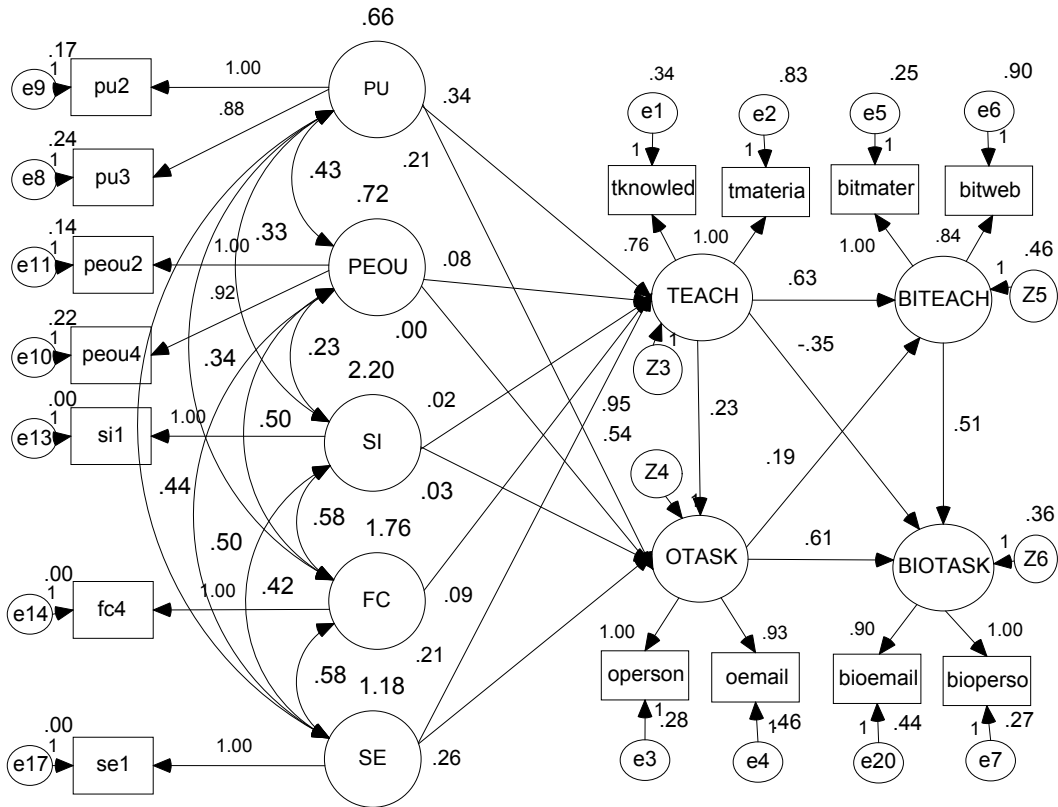 .66
.17
1
e9
pu2
1.00
PU
.34
.88
.24
1
e8
pu3
.43
.21
.72
.14
1
e11
peou2
1.00
.33
PEOU
.08
.92
.22
1
e10
peou4
.34
.23
.00
2.20
.00
1
e13
si1
1.00
.50
SI
.02
.44
.50
.58
.03
1.76
.00
1
e14
fc4
1.00
.42
FC
.09
.58
.21
1.18
.00
1
e17
se1
1.00
SE
.26
.34
.83
.25
.90
e1
e2
e5
e6
1
1
1
1
tknowled
tmateria
bitmater
bitweb
.76
1.00
1.00
.84
.46
TEACH
.63
BITEACH
1
Z5
1
Z3
-.35
.95
.54
.23
.19
.51
Z4
1
.36
OTASK
.61
BIOTASK
1
Z6
1.00
.93
.90
1.00
operson
oemail
bioemail
bioperso
1
.28
1
.46
1
.44
1
.27
e3
e4
e20
e7